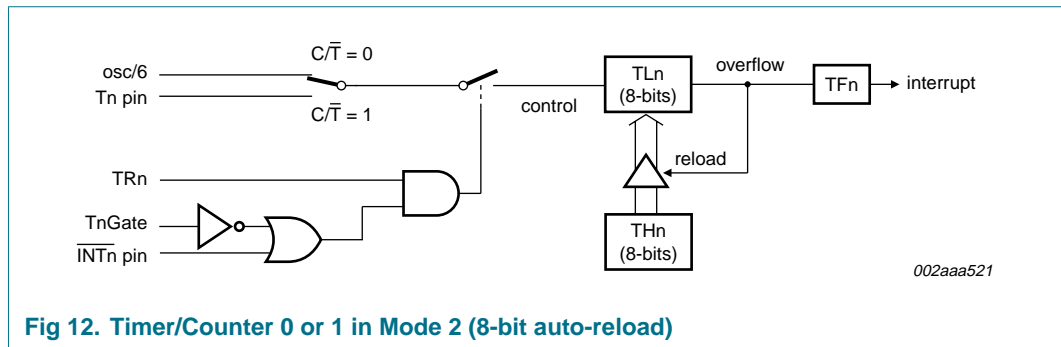 C/T̅ = 0
osc/6
Tn pin
C/T̅ = 1
control
TLn
(8-bits)
overflow
TFn
interrupt
reload
TRn
TnGate
I̅N̅T̅n̅ pin
THn
(8-bits)
002aaa521
Fig 12. Timer/Counter 0 or 1 in Mode 2 (8-bit auto-reload)